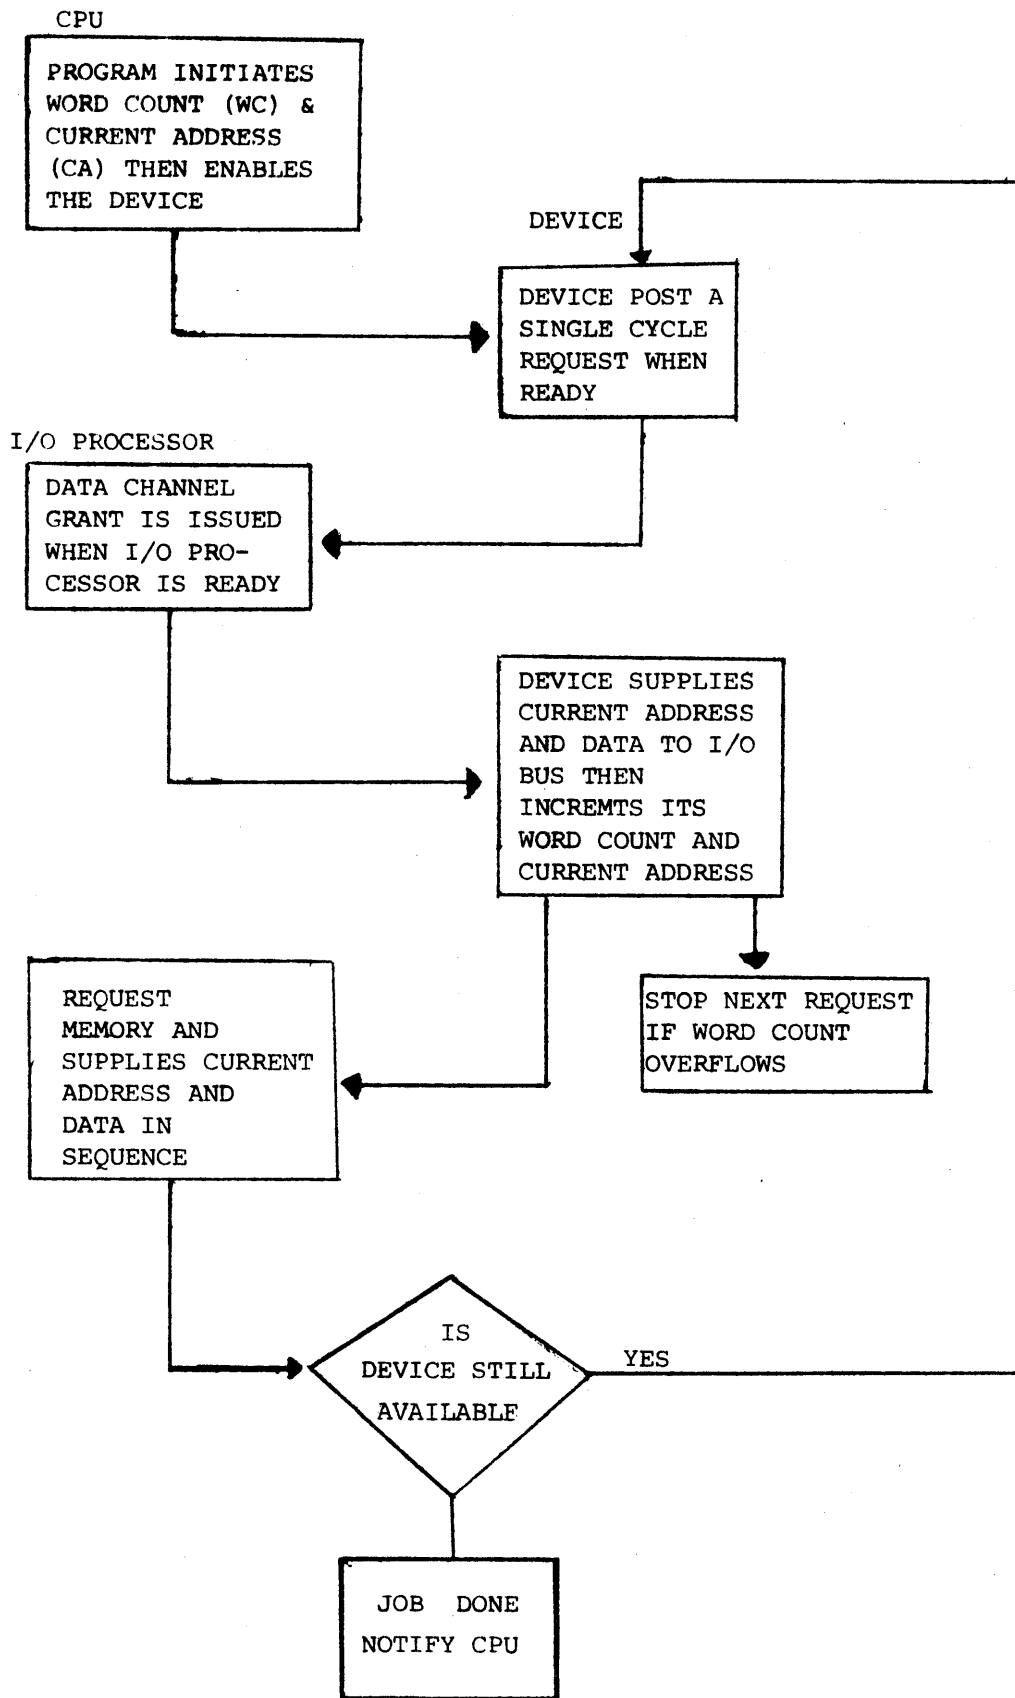 CPU
PROGRAM INITIATES
WORD COUNT (WC) &
CURRENT ADDRESS
(CA) THEN ENABLES
THE DEVICE
DEVICE
DEVICE POST A
SINGLE CYCLE
REQUEST WHEN
READY
I/O PROCESSOR
DATA CHANNEL
GRANT IS ISSUED
WHEN I/O PRO-
CESSOR IS READY
DEVICE SUPPLIES
CURRENT ADDRESS
AND DATA TO I/O
BUS THEN
INCREMTS ITS
WORD COUNT AND
CURRENT ADDRESS
STOP NEXT REQUEST
IF WORD COUNT
OVERFLOWS
REQUEST
MEMORY AND
SUPPLIES CURRENT
ADDRESS AND
DATA IN
SEQUENCE
IS
DEVICE STILL
AVAILABLE
YES
JOB DONE
NOTIFY CPU